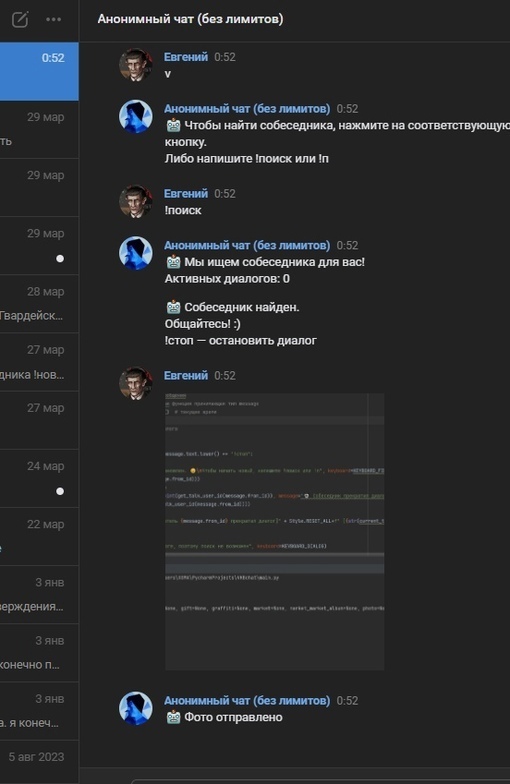 Анонимный чат (без лимитов)
0:52
29 мар
ть
29 мар
29 мар
28 мар
Гвардейск...
27 мар
дника !нов...
27 мар
24 мар
22 мар
3 янв
верждения...
3 янв
конечно п...
3 янв
а. я конеч...
5 авг 2023
Евгений 0:52
v
Анонимный чат (без лимитов) 0:52
Чтобы найти собеседника, нажмите на соответствующую
кнопку.
Либо напишите !поиск или !п
Евгений 0:52
!поиск
Анонимный чат (без лимитов) 0:52
Мы ищем собеседника для вас!
Активных диалогов: 0
Собеседник найден.
Общайтесь! :)
!стоп — остановить диалог
Евгений 0:52
Анонимный чат (без лимитов) 0:52
Фото отправлено